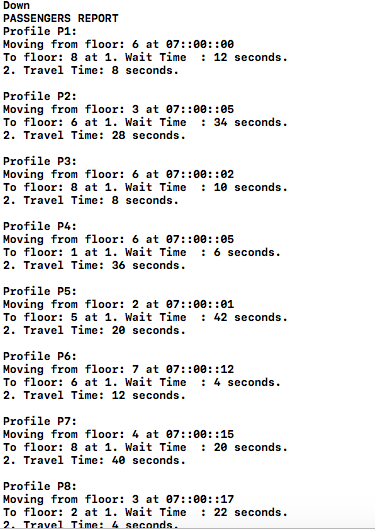 Down
PASSENGERS REPORT
Profile P1:
Moving from floor: 6 at 07::00::00
To floor: 8 at 1. Wait Time  : 12 seconds.
2. Travel Time: 8 seconds.

Profile P2:
Moving from floor: 3 at 07::00::05
To floor: 6 at 1. Wait Time  : 34 seconds.
2. Travel Time: 28 seconds.

Profile P3:
Moving from floor: 6 at 07::00::02
To floor: 8 at 1. Wait Time  : 10 seconds.
2. Travel Time: 8 seconds.

Profile P4:
Moving from floor: 6 at 07::00::05
To floor: 1 at 1. Wait Time  : 6 seconds.
2. Travel Time: 36 seconds.

Profile P5:
Moving from floor: 2 at 07::00::01
To floor: 5 at 1. Wait Time  : 42 seconds.
2. Travel Time: 20 seconds.

Profile P6:
Moving from floor: 7 at 07::00::12
To floor: 6 at 1. Wait Time  : 4 seconds.
2. Travel Time: 12 seconds.

Profile P7:
Moving from floor: 4 at 07::00::15
To floor: 8 at 1. Wait Time  : 20 seconds.
2. Travel Time: 40 seconds.

Profile P8:
Moving from floor: 3 at 07::00::17
To floor: 2 at 1. Wait Time  : 22 seconds.
2. Travel Time: 4 seconds.